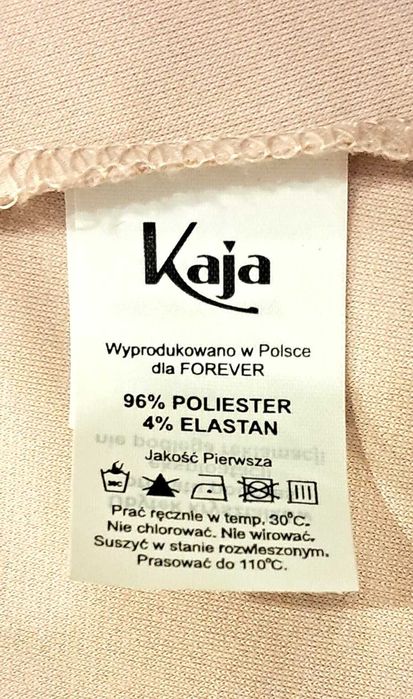 Kaja
Wyprodukowano w Polsce
dla FOREVER
96% POLIESTER
4% ELASTAN
Jakość Pierwsza
Prać ręcznie w temp. 30°C.
Nie chlorować. Nie wirować.
Suszyć w stanie rozwieszonym.
Prasować do 110°C.